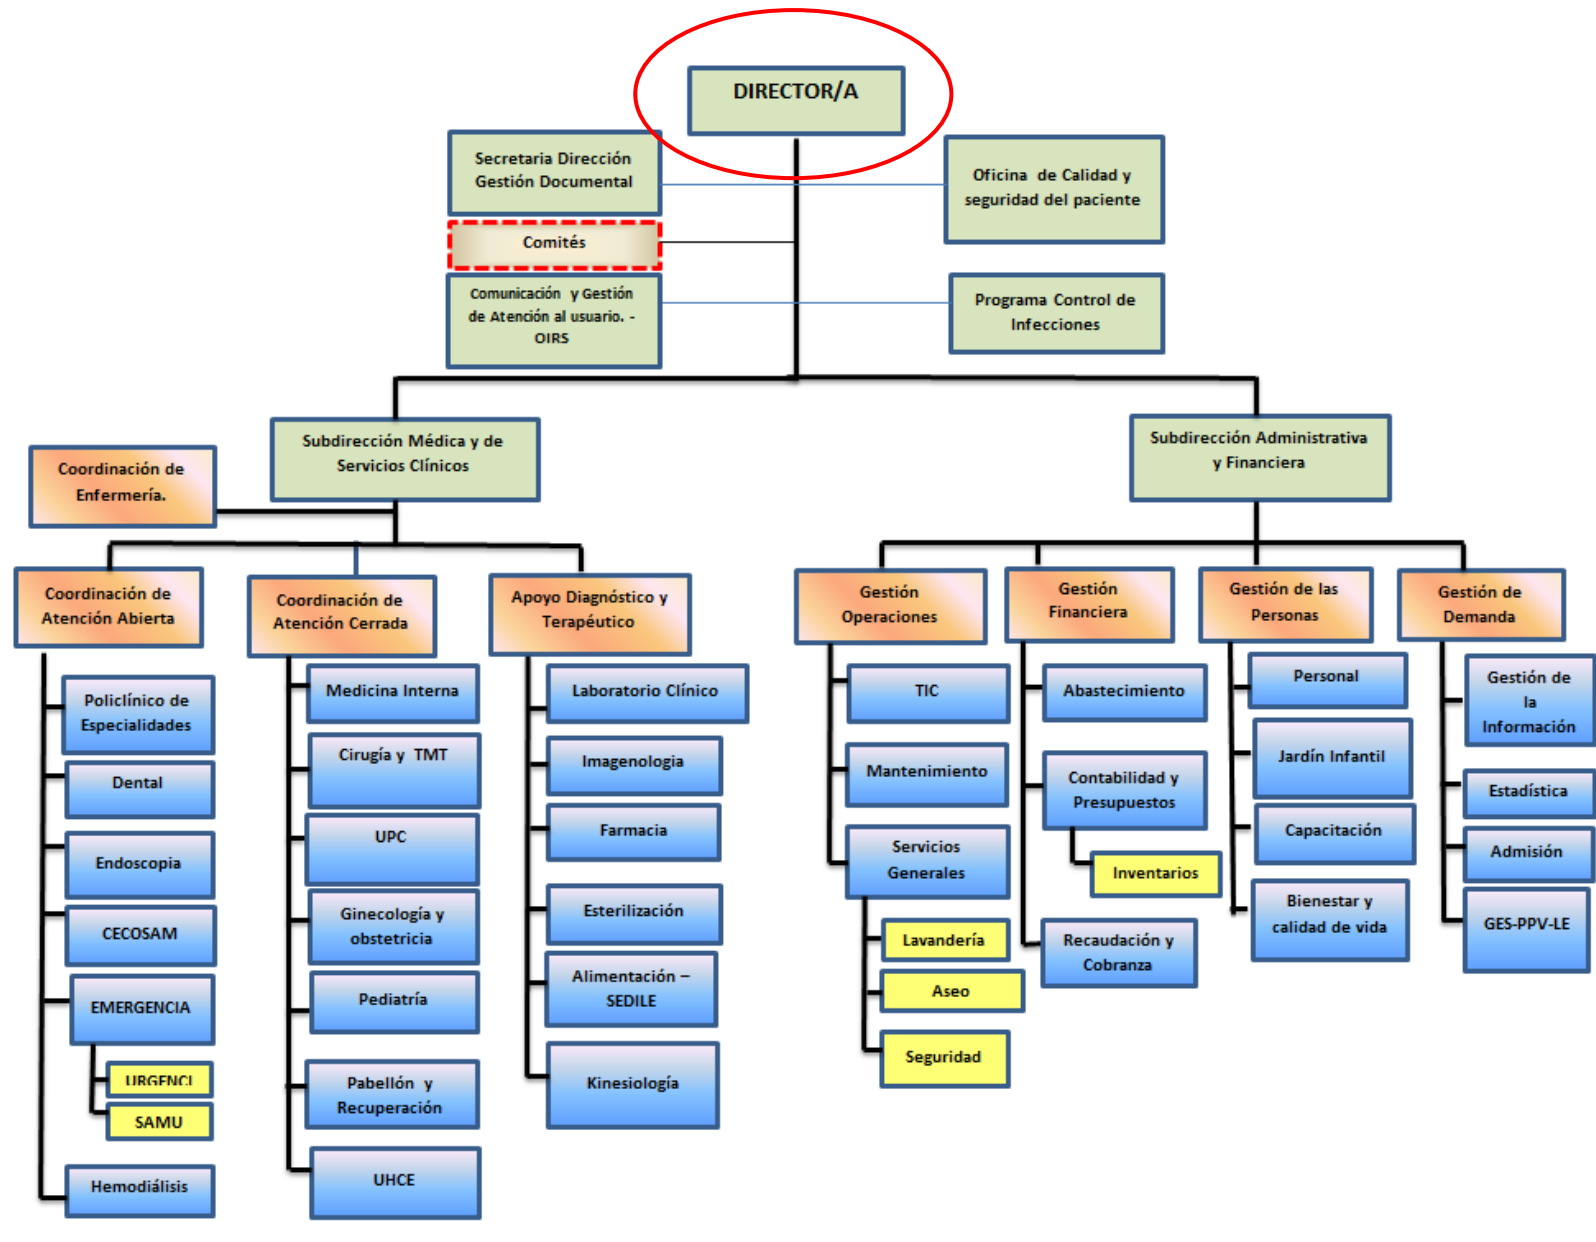 DIRECTOR/A
Secretaria Dirección
Gestión Documental
Oficina de Calidad y
seguridad del paciente
Comités
Comunicación y Gestión
de Atención al usuario. -
OIRS
Programa Control de
Infecciones
Subdirección Médica y de
Servicios Clínicos
Subdirección Administrativa
y Financiera
Coordinación de
Enfermería.
Coordinación de
Atención Abierta
Policlínico de
Especialidades
Dental
Endoscopia
CECOSAM
EMERGENCIA
URGENCI
SAMU
Hemodiálisis
Coordinación de
Atención Cerrada
Medicina Interna
Cirugía y TMT
UPC
Ginecología y
obstetricia
Pediatría
Pabellón y
Recuperación
UHCE
Apoyo Diagnóstico y
Terapéutico
Laboratorio Clínico
Imagenologia
Farmacia
Esterilización
Alimentación –
SEDILE
Kinesiología
Gestión
Operaciones
TIC
Mantenimiento
Servicios
Generales
Lavandería
Aseo
Seguridad
Gestión
Financiera
Abastecimiento
Contabilidad y
Presupuestos
Inventarios
Recaudación y
Cobranza
Gestión de las
Personas
Personal
Jardín Infantil
Capacitación
Bienestar y
calidad de vida
Gestión de
Demanda
Gestión de
la
Información
Estadística
Admisión
GES-PPV-LE